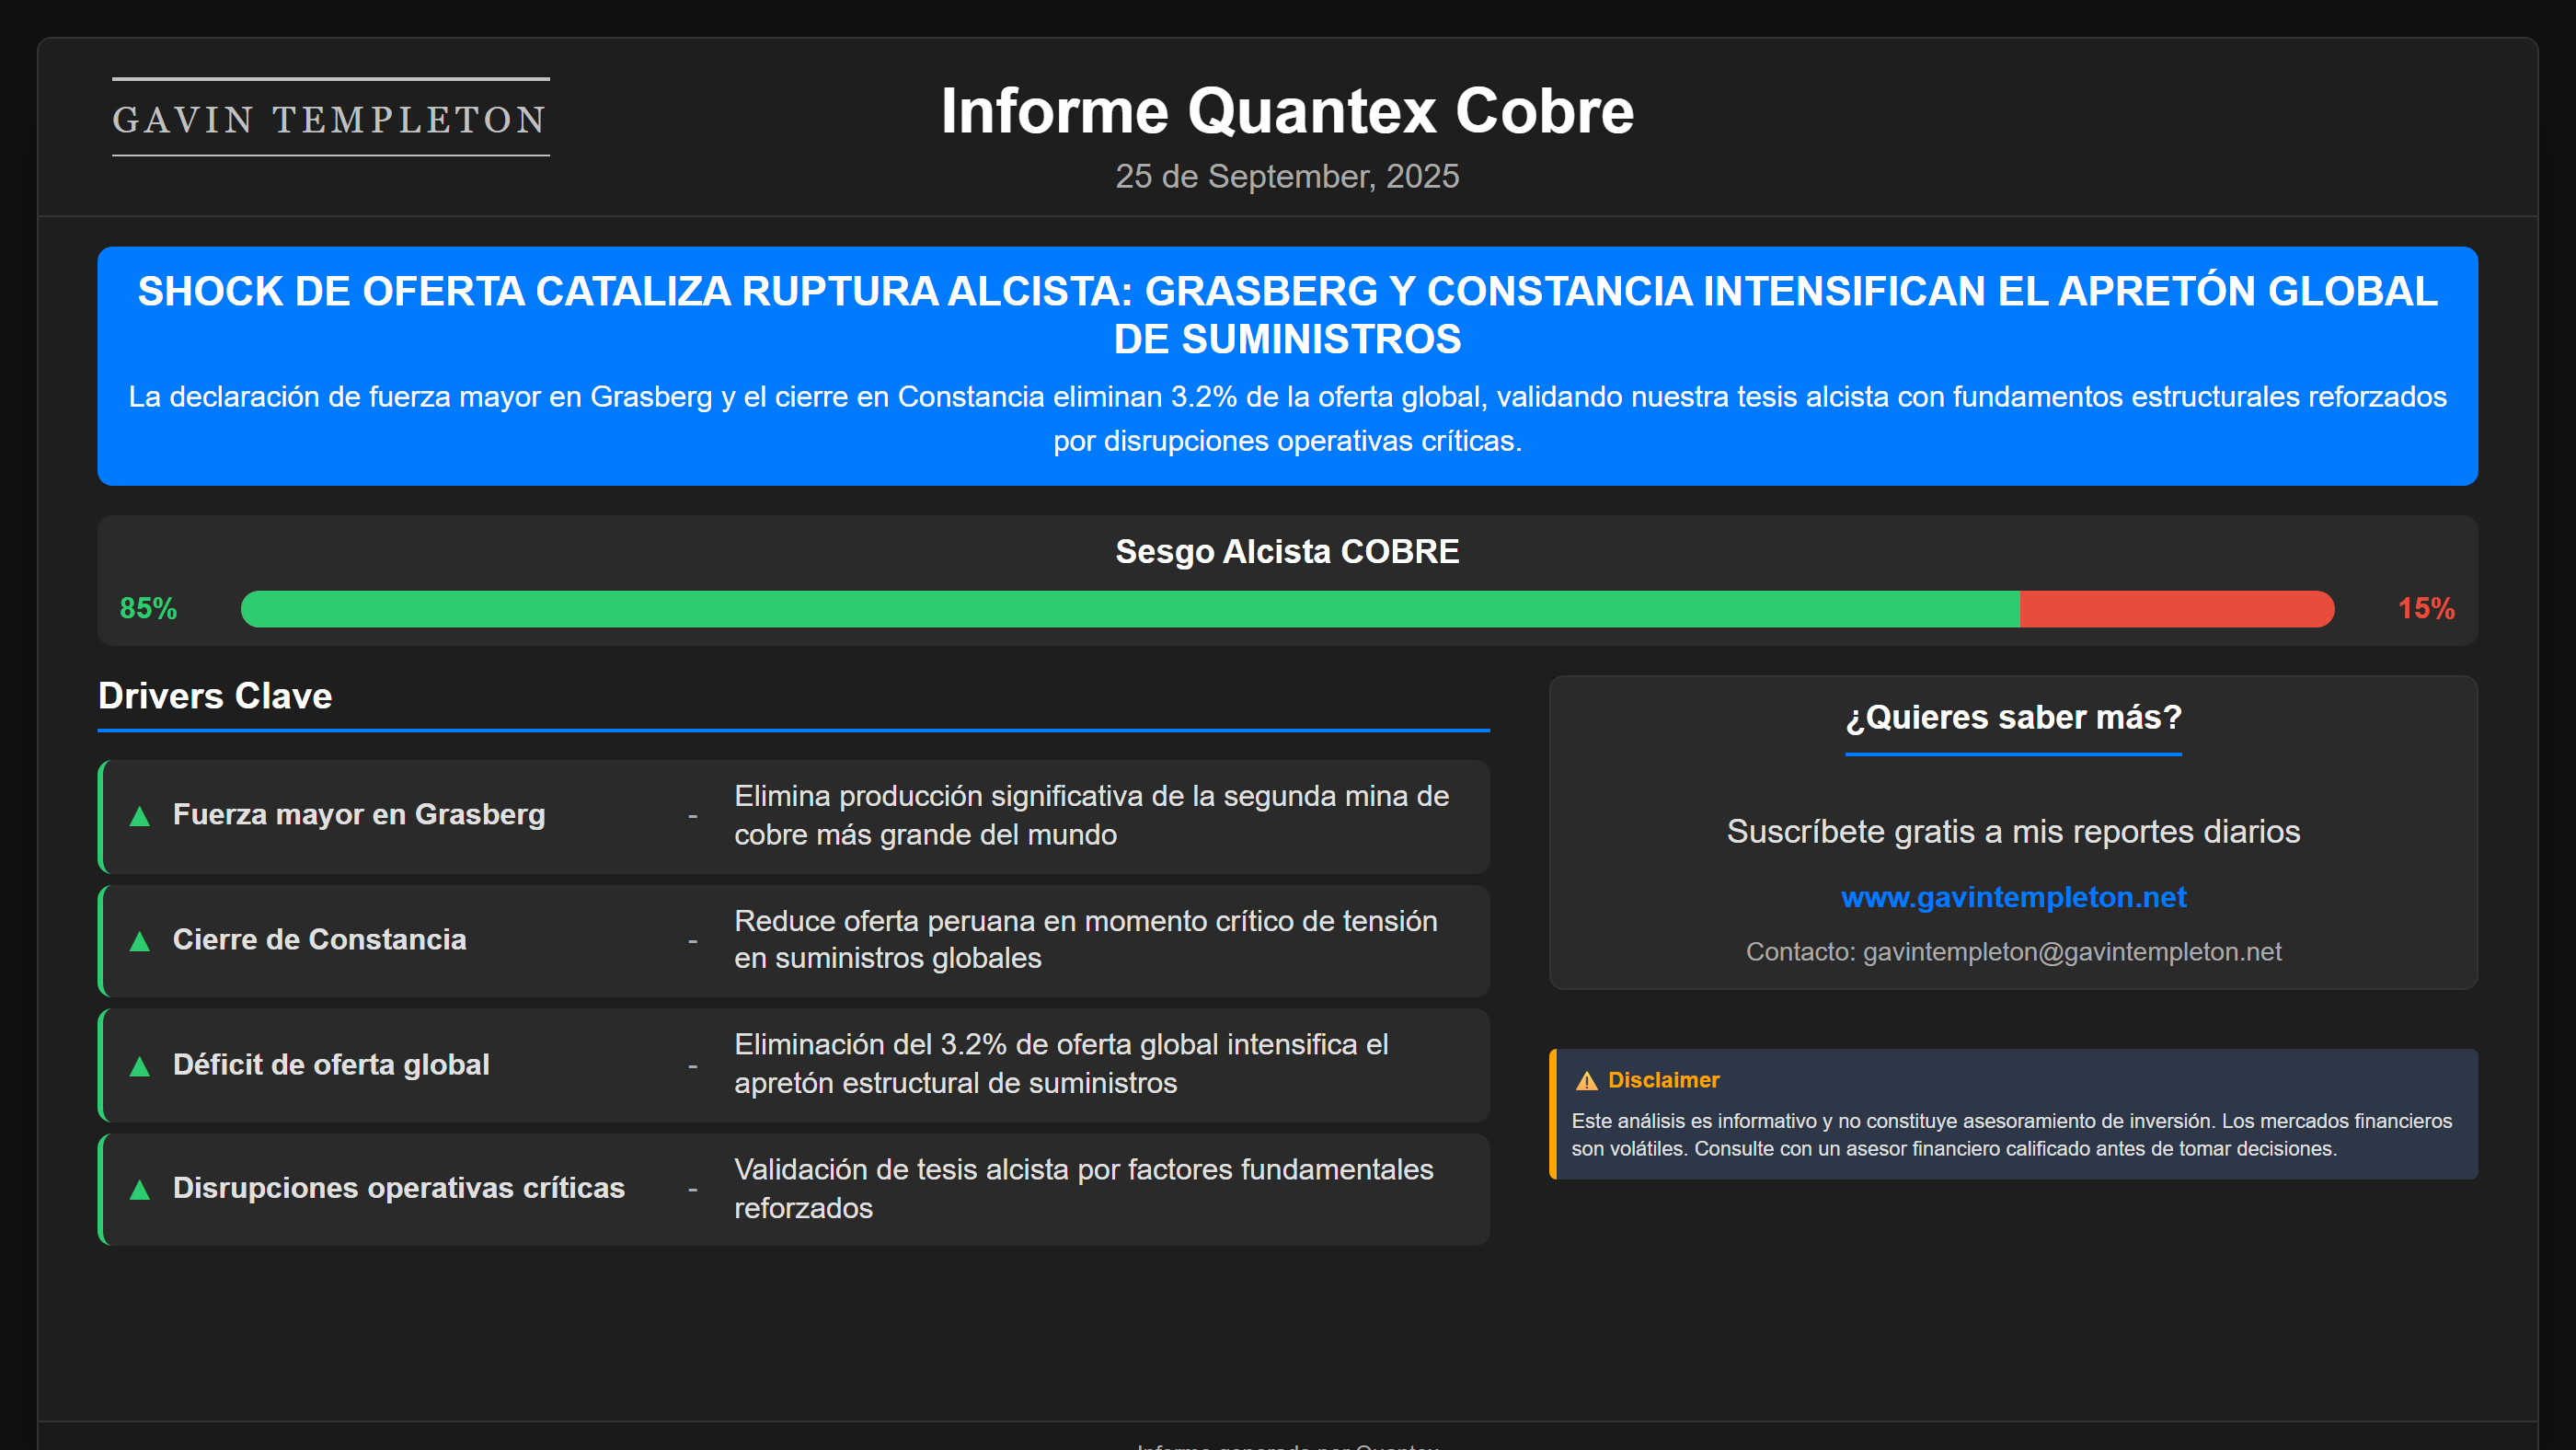 GAVIN TEMPLETON
Informe Quantex Cobre
25 de September, 2025
SHOCK DE OFERTA CATALIZA RUPTURA ALCISTA: GRASBERG Y CONSTANCIA INTENSIFICAN EL APRETÓN GLOBAL
DE SUMINISTROS
La declaración de fuerza mayor en Grasberg y el cierre en Constancia eliminan 3.2% de la oferta global, validando nuestra tesis alcista con fundamentos estructurales reforzados
por disrupciones operativas críticas.
Sesgo Alcista COBRE
85%
15%
Drivers Clave
▲ Fuerza mayor en Grasberg - Elimina producción significativa de la segunda mina de
cobre más grande del mundo
▲ Cierre de Constancia - Reduce oferta peruana en momento crítico de tensión
en suministros globales
▲ Déficit de oferta global - Eliminación del 3.2% de oferta global intensifica el
apretón estructural de suministros
▲ Disrupciones operativas críticas - Validación de tesis alcista por factores fundamentales
reforzados
¿Quieres saber más?
Suscríbete gratis a mis reportes diarios
www.gavintempleton.net
Contacto: gavintempleton@gavintempleton.net
⚠ Disclaimer
Este análisis es informativo y no constituye asesoramiento de inversión. Los mercados financieros
son volátiles. Consulte con un asesor financiero calificado antes de tomar decisiones.
Informe generado por Quantex